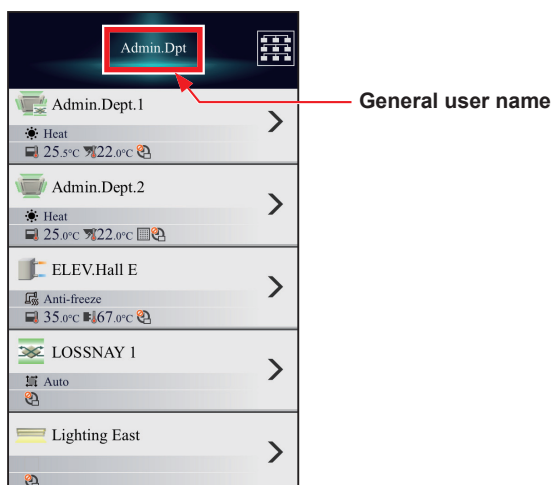 Admin.Dpt
General user name
Admin.Dept.1
Heat
25.5°C 22.0°C
Admin.Dept.2
Heat
25.0°C 22.0°C
ELEV.Hall E
Anti-freeze
35.0°C 67.0°C
LOSSNAY 1
Auto
Lighting East